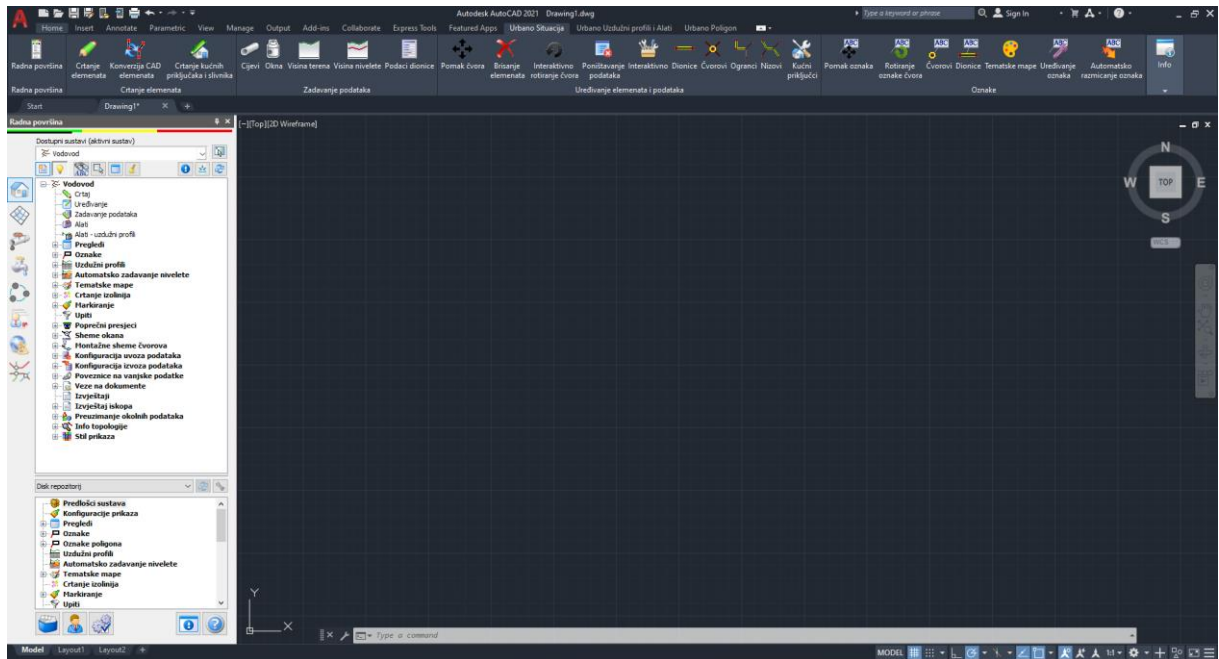 Autodesk AutoCAD 2021 Drawing1.dwg
Type a keyword or phrase
Sign In
Home Insert Annotate Parametric View Manage Output Add-ins Collaborate Express Tools Featured Apps Urbano Situacija Urbano Uzdužni profili i Alati Urbano Poligon
Radna površina
Crtanje elemenata
Konverzija CAD elemenata
Crtanje kućnih priključaka i slivnika
Cijevi
Okna
Visina terena
Visina nivelete
Podaci dionice
Pomak čvora
Brisanje elemenata
Interaktivno rotiranje čvora
Poništavanje podataka
Interaktivno
Dionice
Čvorovi
Ogranci
Nizovi
Kućni priključci
Pomak oznaka
Rotiranje oznake čvora
Čvorovi
Dionice
Tematske mape
Uređivanje oznaka
Automatsko razmicanje oznaka
Info
Radna površina Crtanje elemenata Zadavanje podataka Uređivanje elemenata i podataka Oznake
Start Drawing1*
Radna površina
[−][Top][2D Wireframe]
Dostupni sustavi (aktivni sustav)
Vodovod
Vodovod
Crtaj
Uređivanje
Zadavanje podataka
Alati
Alati - uzdužni profili
Pregledi
Oznake
Uzdužni profili
Automatsko zadavanje nivelete
Tematske mape
Crtanje izolinija
Markiranje
Upiti
Poprečni presjeci
Sheme okana
Montažne sheme čvorova
Konfiguracija uvoza podataka
Konfiguracija izvoza podataka
Poveznice na vanjske podatke
Veze na dokumente
Izvještaji
Izvještaj iskopa
Preuzimanje okolnih podataka
Info topologije
Stil prikaza
Disk repozitorij
Predlošci sustava
Konfiguracije prikaza
Pregledi
Oznake
Oznake poligona
Uzdužni profili
Automatsko zadavanje nivelete
Tematske mape
Crtanje izolinija
Markiranje
Upiti
N
W TOP E
S
WCS
Y
X
Type a command
Model Layout1 Layout2
MODEL
1:1